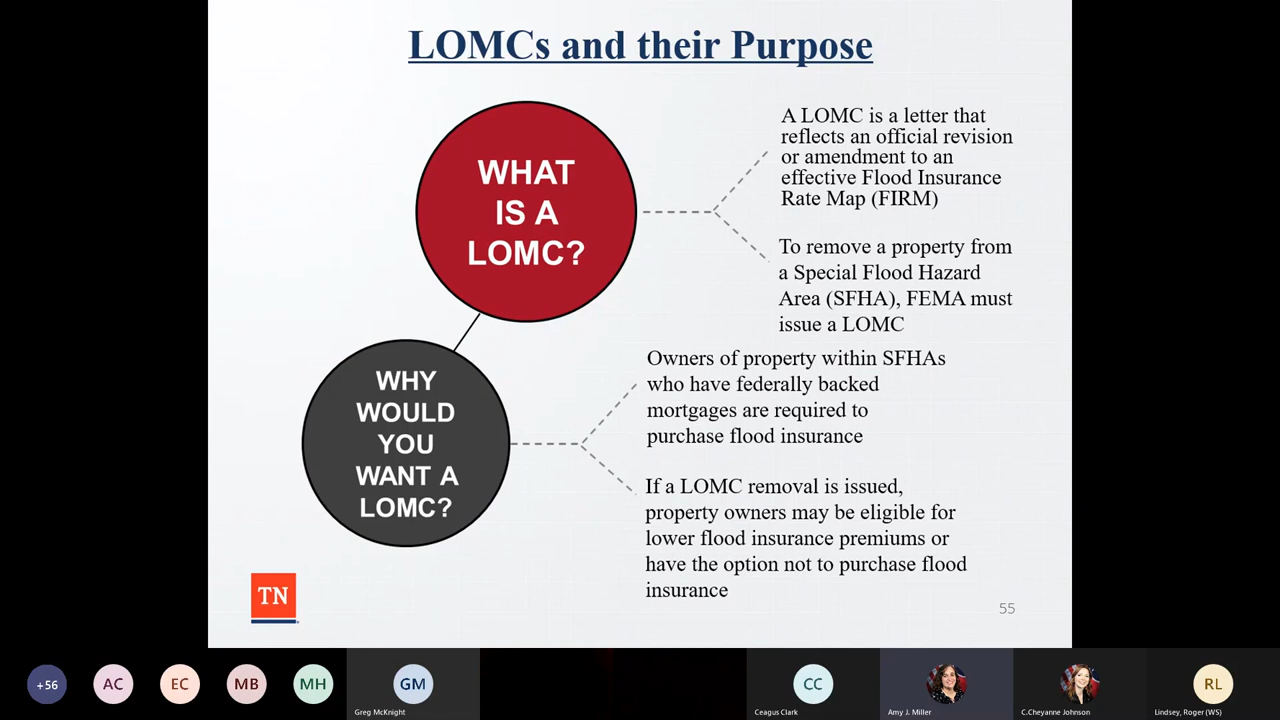 LOMCs and their Purpose
WHAT
IS A
LOMC?
A LOMC is a letter that
reflects an official revision
or amendment to an
effective Flood Insurance
Rate Map (FIRM)
To remove a property from
a Special Flood Hazard
Area (SFHA), FEMA must
issue a LOMC
WHY
WOULD
YOU
WANT A
LOMC?
Owners of property within SFHAs
who have federally backed
mortgages are required to
purchase flood insurance
If a LOMC removal is issued,
property owners may be eligible for
lower flood insurance premiums or
have the option not to purchase flood
insurance
TN
55
+56
AC
EC
MB
MH
GM
Greg McKnight
CC
Ceagus Clark
Amy J. Miller
C.Cheyanne Johnson
RL
Lindsey, Roger (WS)